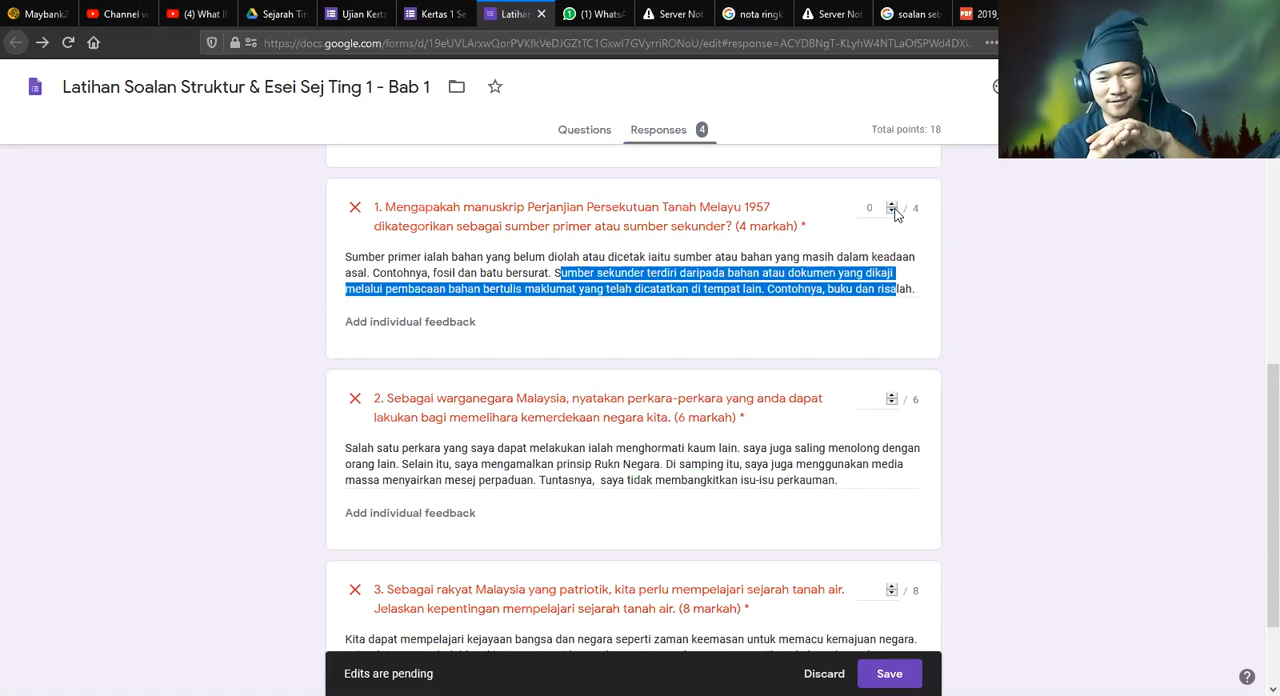 Maybank2
Channel vi
(4) What If
Sejarah Tin
Ujian Kerta
Kertas 1 Se
Latihan
(1) WhatsA
Server Not
nota ringk
Server Not
soalan seb
PDF 2019_
https://docs.google.com/forms/d/19eUVLArxwQorPVKfkVeDJGZtTC1Gxwl7GVyrriRONoU/edit#response=ACYDBNgT-KLyhW4NTLaOfSPWd4DX\
Latihan Soalan Struktur & Esei Sej Ting 1 - Bab 1
Questions
Responses 4
Total points: 18
1. Mengapakah manuskrip Perjanjian Persekutuan Tanah Melayu 1957
0 / 4
dikategorikan sebagai sumber primer atau sumber sekunder? (4 markah) *
Sumber primer ialah bahan yang belum diolah atau dicetak iaitu sumber atau bahan yang masih dalam keadaan
asal. Contohnya, fosil dan batu bersurat. Sumber sekunder terdiri daripada bahan atau dokumen yang dikaji
melalui pembacaan bahan bertulis maklumat yang telah dicatatkan di tempat lain. Contohnya, buku dan risalah.
Add individual feedback
2. Sebagai warganegara Malaysia, nyatakan perkara-perkara yang anda dapat
/ 6
lakukan bagi memelihara kemerdekaan negara kita. (6 markah) *
Salah satu perkara yang saya dapat melakukan ialah menghormati kaum lain. saya juga saling menolong dengan
orang lain. Selain itu, saya mengamalkan prinsip Rukn Negara. Di samping itu, saya juga menggunakan media
massa menyairkan mesej perpaduan. Tuntasnya, saya tidak membangkitkan isu-isu perkauman.
Add individual feedback
3. Sebagai rakyat Malaysia yang patriotik, kita perlu mempelajari sejarah tanah air.
/ 8
Jelaskan kepentingan mempelajari sejarah tanah air. (8 markah) *
Kita dapat mempelajari kejayaan bangsa dan negara seperti zaman keemasan untuk memacu kemajuan negara.
Edits are pending
Discard
Save